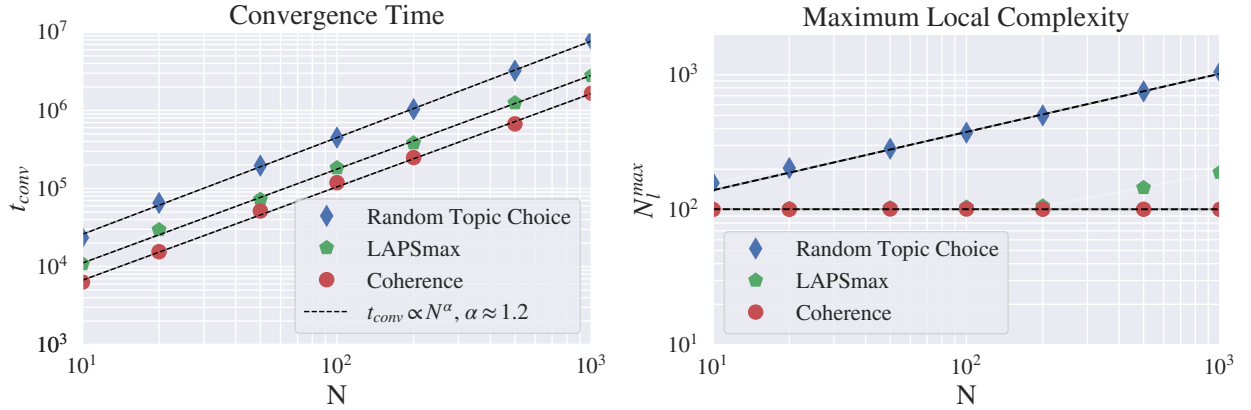 Convergence Time
10^7
10^6
10^5
10^4
10^3
t_conv
10^1
10^2
10^3
N
Random Topic Choice
LAPSmax
Coherence
t_conv ∝ N^α, α ≈ 1.2
Maximum Local Complexity
10^3
10^2
10^1
N_l^max
10^1
10^2
10^3
N
Random Topic Choice
LAPSmax
Coherence